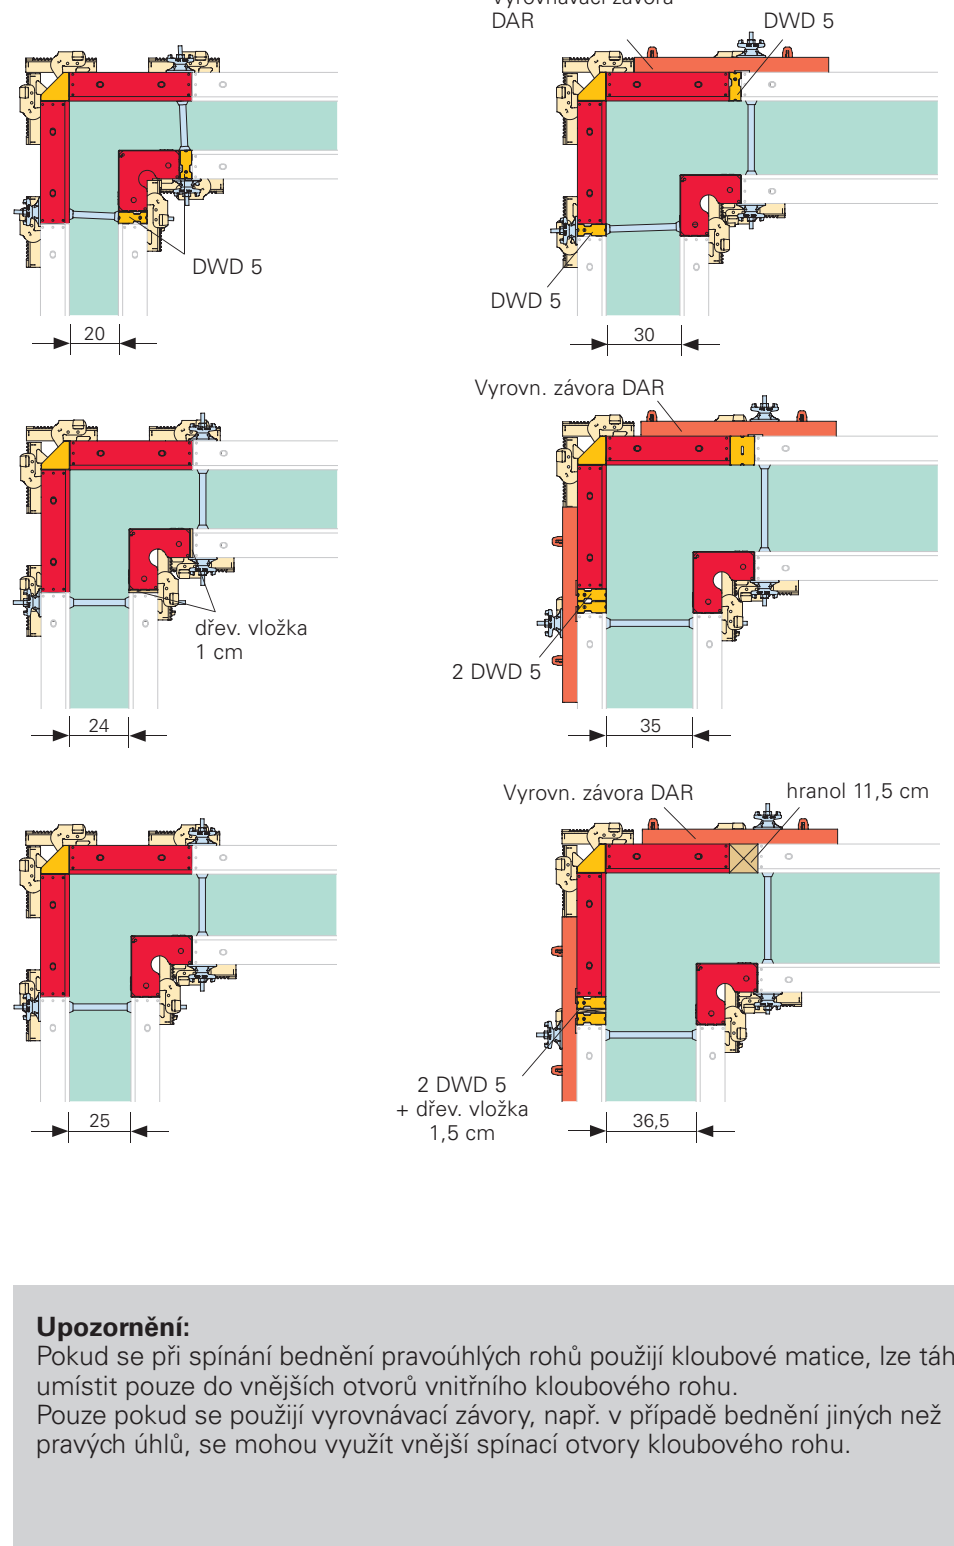 Vyrovnávací závora
DAR
DWD 5
DWD 5
20
DWD 5
30
Vyrovn. závora DAR
dřev. vložka
1 cm
24
2 DWD 5
35
Vyrovn. závora DAR
hranol 11,5 cm
25
2 DWD 5
+ dřev. vložka
1,5 cm
36,5
Upozornění:
Pokud se při spínání bednění pravoúhlých rohů použijí kloubové matice, lze táh
umístit pouze do vnějších otvorů vnitřního kloubového rohu.
Pouze pokud se použijí vyrovnávací závory, např. v případě bednění jiných než
pravých úhlů, se mohou využít vnější spínací otvory kloubového rohu.